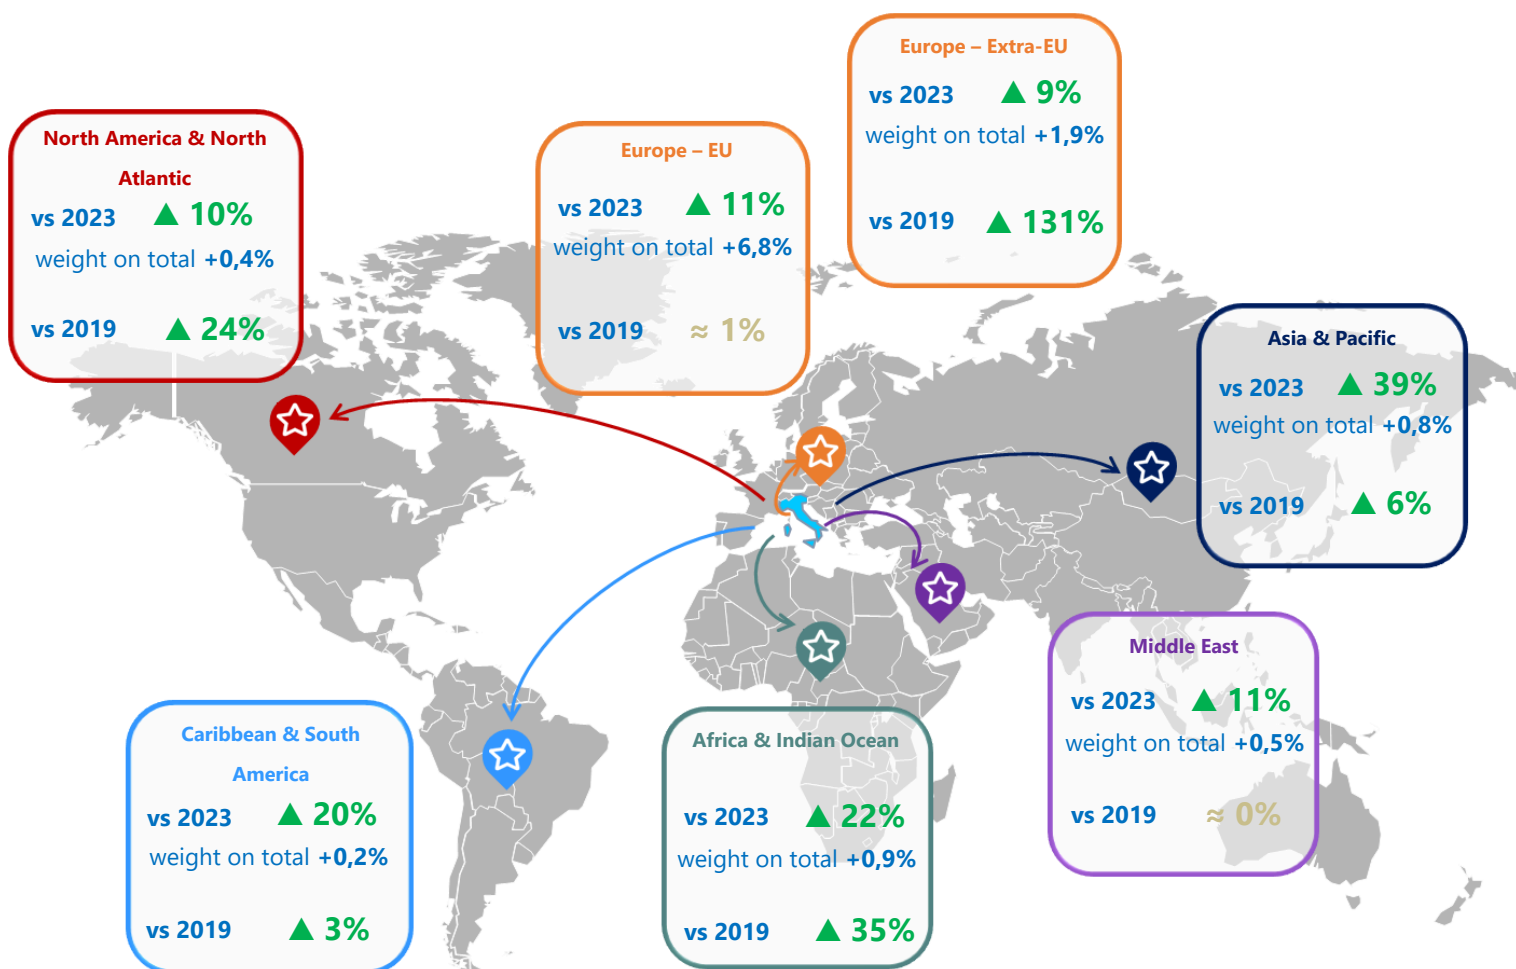 Europe – Extra-EU
vs 2023 ▲ 9%
weight on total +1,9%
vs 2019 ▲ 131%
North America & North
Atlantic
vs 2023 ▲ 10%
weight on total +0,4%
vs 2019 ▲ 24%
Europe – EU
vs 2023 ▲ 11%
weight on total +6,8%
vs 2019 ≈ 1%
Asia & Pacific
vs 2023 ▲ 39%
weight on total +0,8%
vs 2019 ▲ 6%
Middle East
vs 2023 ▲ 11%
weight on total +0,5%
vs 2019 ≈ 0%
Caribbean & South
America
vs 2023 ▲ 20%
weight on total +0,2%
vs 2019 ▲ 3%
Africa & Indian Ocean
vs 2023 ▲ 22%
weight on total +0,9%
vs 2019 ▲ 35%